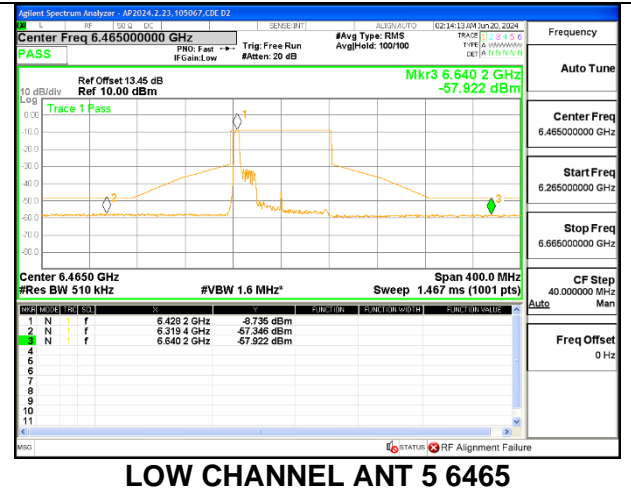 Agilent Spectrum Analyzer - AP2024.2.23,105067,CDE D2
L RF 50 Ω DC SENSE:INT ALIGNAUTO 02:14:13 AM Jun 20, 2024
Center Freq 6.465000000 GHz #Avg Type: RMS TRACE 1 2 3 4 5 6 Frequency
PNO: Fast Trig: Free Run Avg|Hold: 100/100 TYPE A WWWWW
PASS IFGain:Low #Atten: 20 dB DET A N N N N N
Auto Tune
Mkr3 6.640 2 GHz
Ref Offset 13.45 dB
10 dB/div Ref 10.00 dBm -57.922 dBm
Log
Trace 1 Pass
0.00
-10.0
-30.0
-50.0
-60.0
-80.0
1
2
3
Center Freq
6.465000000 GHz
Start Freq
6.265000000 GHz
Stop Freq
6.665000000 GHz
Center 6.4650 GHz Span 400.0 MHz
#Res BW 510 kHz #VBW 1.6 MHz* Sweep 1.467 ms (1001 pts)
CF Step
40.000000 MHz
Auto Man
MKR MODE TRC SCL X Y FUNCTION FUNCTION WIDTH FUNCTION VALUE
1 N 1 f 6.428 2 GHz -8.735 dBm
2 N 1 f 6.319 4 GHz -57.346 dBm
3 N 1 f 6.640 2 GHz -57.922 dBm
4
5
6
7
8
9
10
11
Freq Offset
0 Hz
MSG STATUS RF Alignment Failure
LOW CHANNEL ANT 5 6465